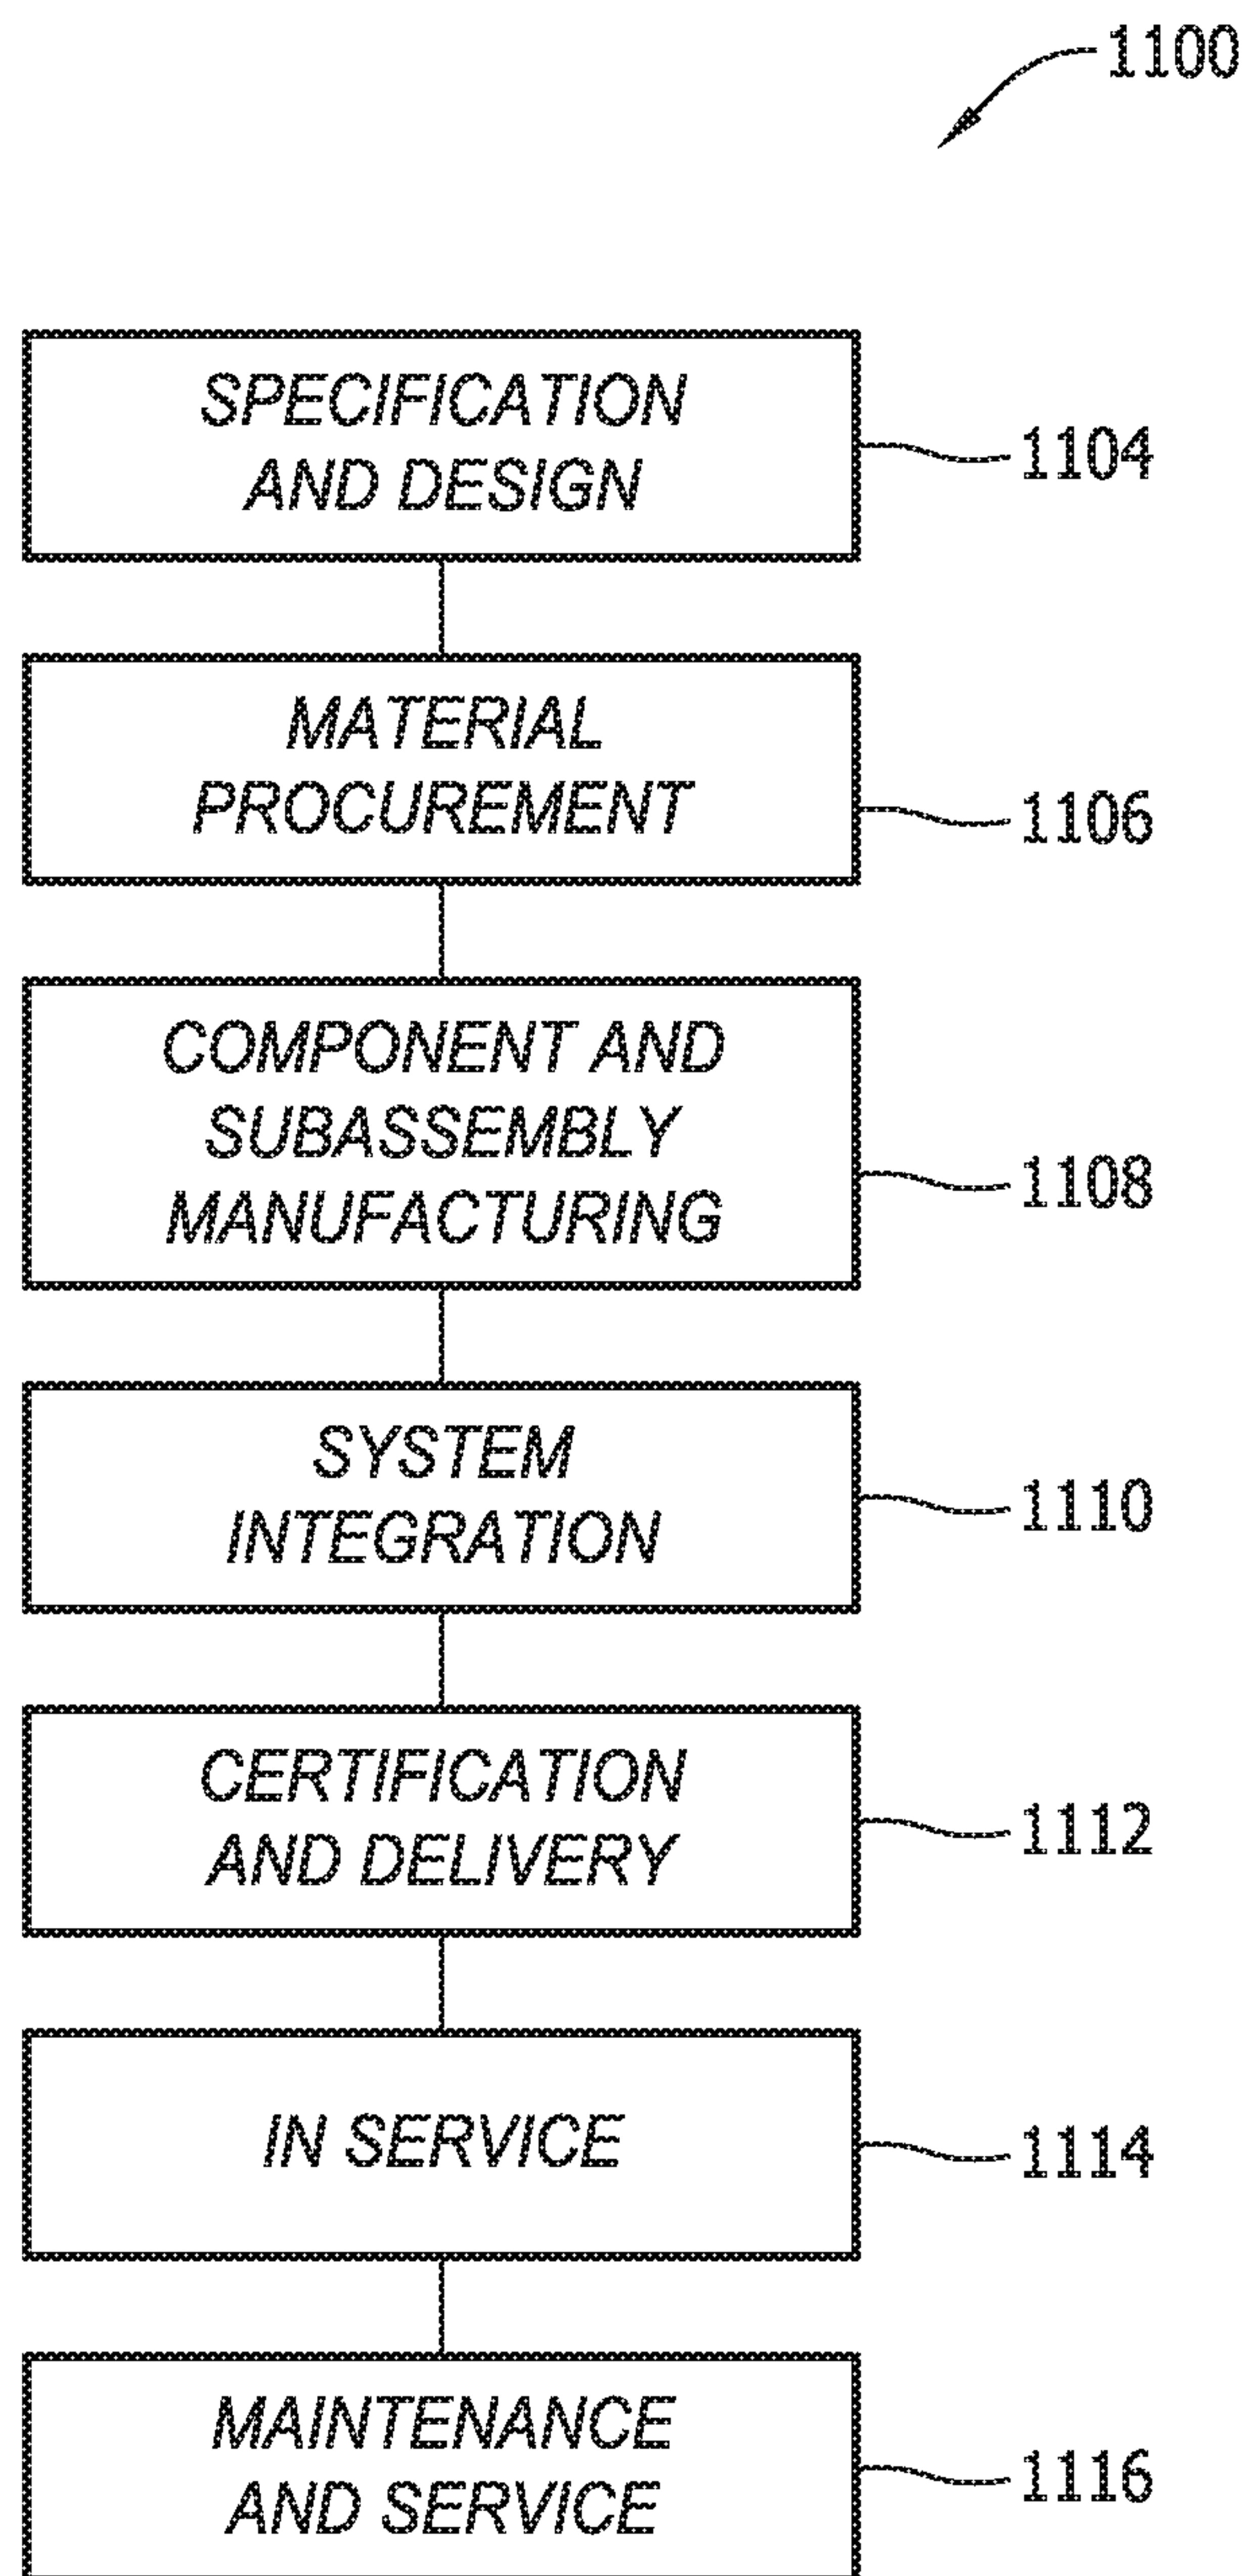 1100
SPECIFICATION
AND DESIGN
1104
MATERIAL
PROCUREMENT
1106
COMPONENT AND
SUBASSEMBLY
MANUFACTURING
1108
SYSTEM
INTEGRATION
1110
CERTIFICATION
AND DELIVERY
1112
IN SERVICE
1114
MAINTENANCE
AND SERVICE
1116